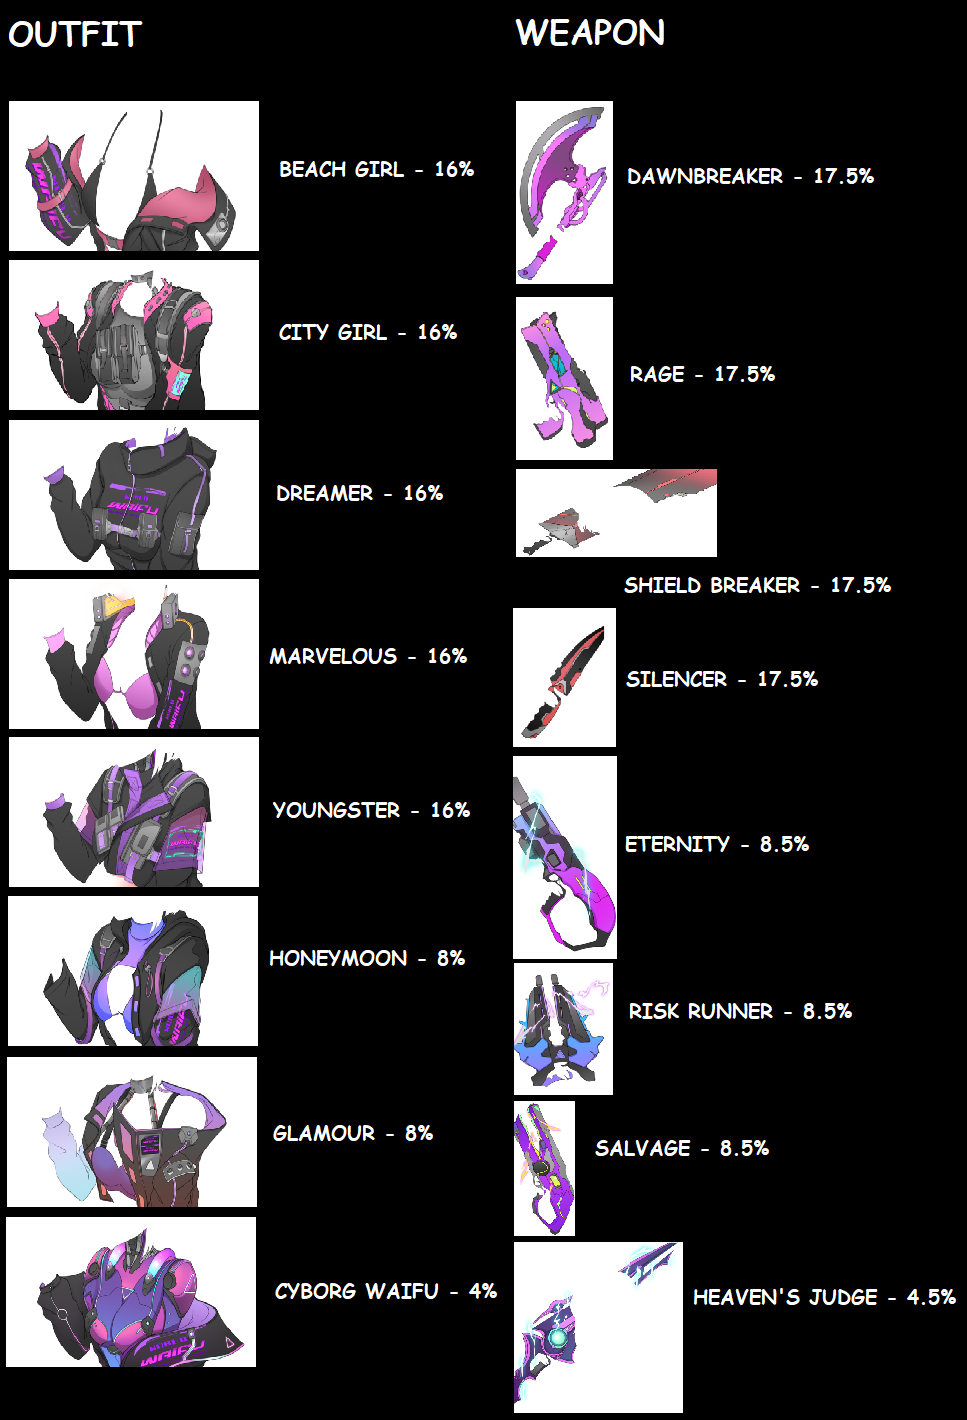 OUTFIT
BEACH GIRL - 16%
CITY GIRL - 16%
DREAMER - 16%
WAIFU
MARVELOUS - 16%
YOUNGSTER - 16%
HONEYMOON - 8%
GLAMOUR - 8%
CYBORG WAIFU - 4%
WAIFU
WEAPON
DAWNBREAKER - 17.5%
RAGE - 17.5%
SHIELD BREAKER - 17.5%
SILENCER - 17.5%
ETERNITY - 8.5%
RISK RUNNER - 8.5%
SALVAGE - 8.5%
HEAVEN'S JUDGE - 4.5%